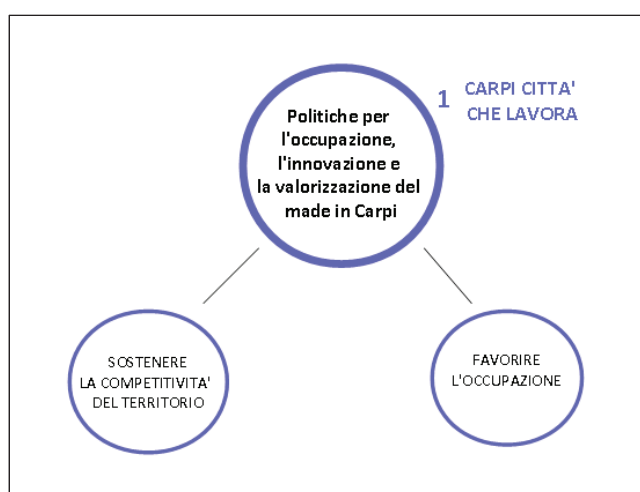 1 CARPI CITTA'
CHE LAVORA
Politiche per
l'occupazione,
l'innovazione e
la valorizzazione del
made in Carpi
SOSTENERE
LA COMPETITIVITA'
DEL TERRITORIO
FAVORIRE
L'OCCUPAZIONE